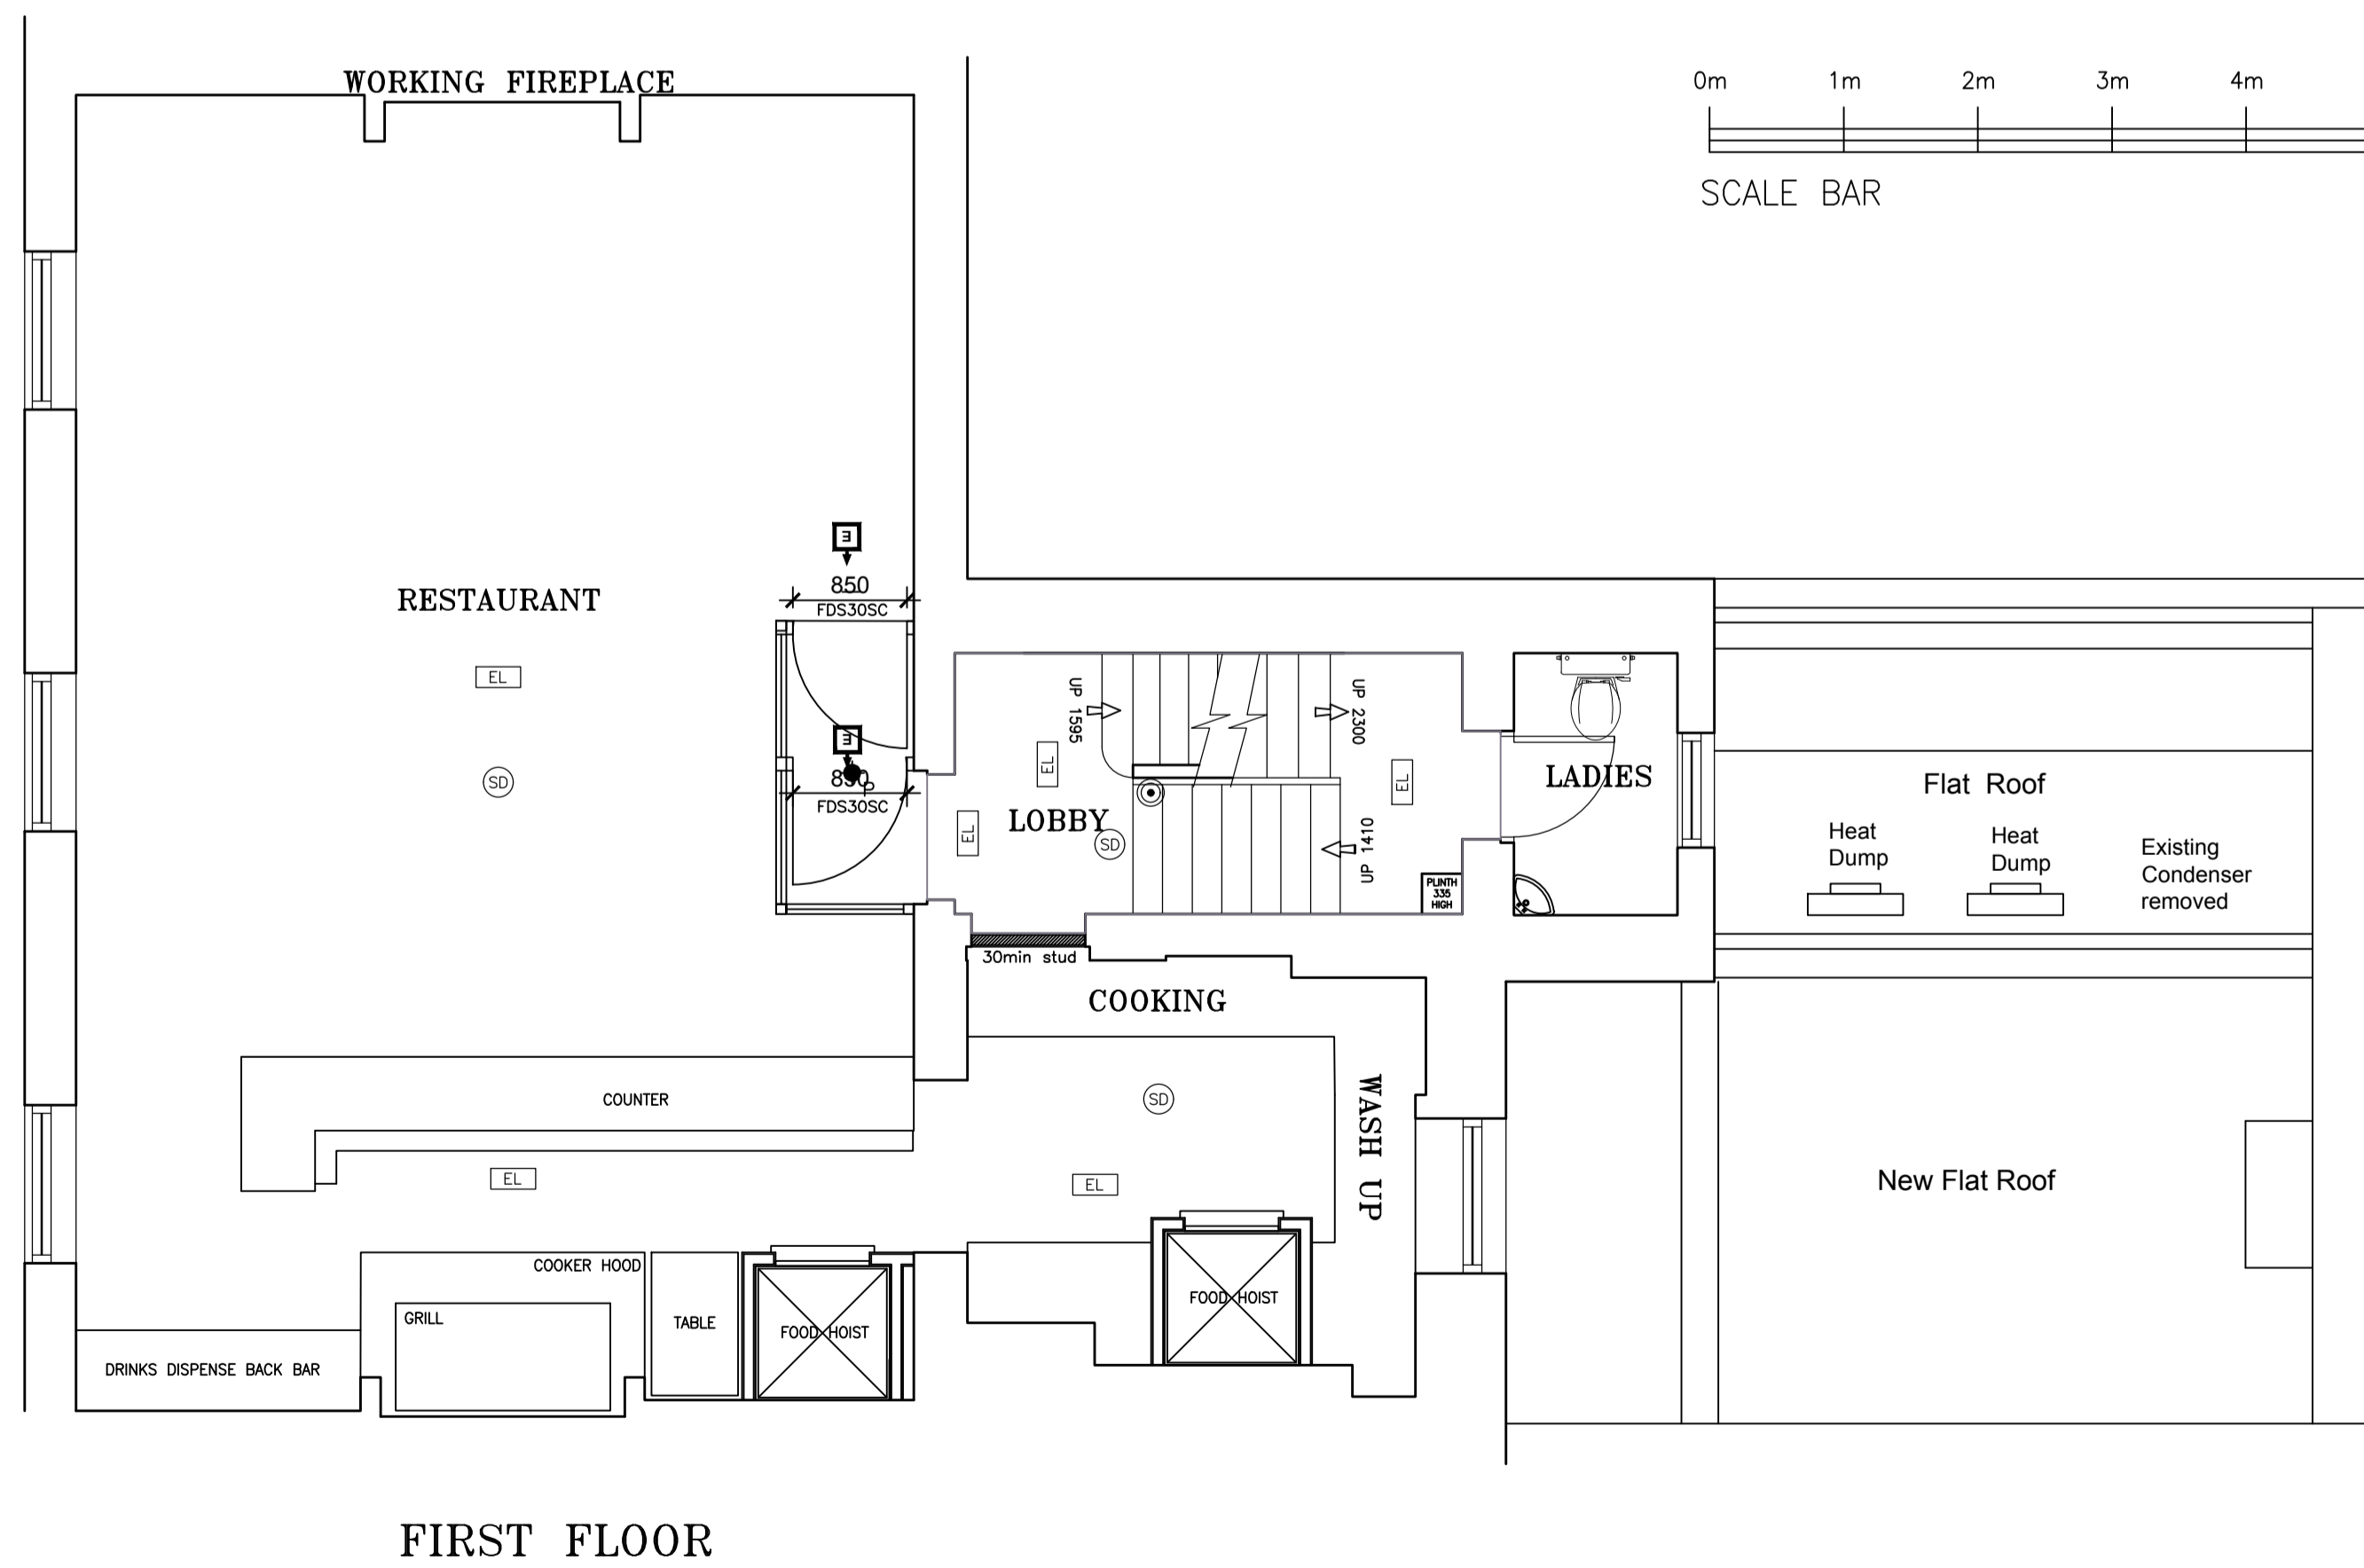 WORKING FIREPLACE
0m 1m 2m 3m 4m
SCALE BAR
E
850
FDS30SC
RESTAURANT
EL
SD
E
850
FDS30SC
P
UP 1595
UP 2300
EL
EL
EL
LOBBY
SD
UP 1410
PLINTH
335
HIGH
LADIES
Flat Roof
Heat
Dump
Heat
Dump
Existing
Condenser
removed
30min stud
COOKING
COUNTER
SD
WASH UP
EL
EL
New Flat Roof
COOKER HOOD
GRILL
TABLE
FOOD HOIST
FOOD HOIST
DRINKS DISPENSE BACK BAR
FIRST FLOOR